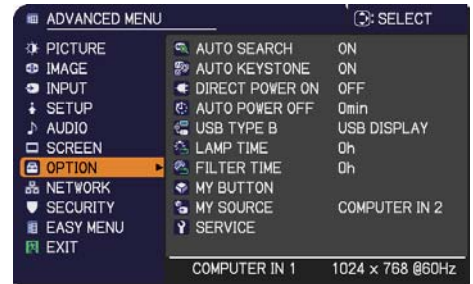 ADVANCED MENU : SELECT
PICTURE
IMAGE
INPUT
SETUP
AUDIO
SCREEN
OPTION
NETWORK
SECURITY
EASY MENU
EXIT
AUTO SEARCH ON
AUTO KEYSTONE ON
DIRECT POWER ON OFF
AUTO POWER OFF 0min
USB TYPE B USB DISPLAY
LAMP TIME 0h
FILTER TIME 0h
MY BUTTON
MY SOURCE COMPUTER IN 2
SERVICE
COMPUTER IN 1 1024 x 768 @60Hz